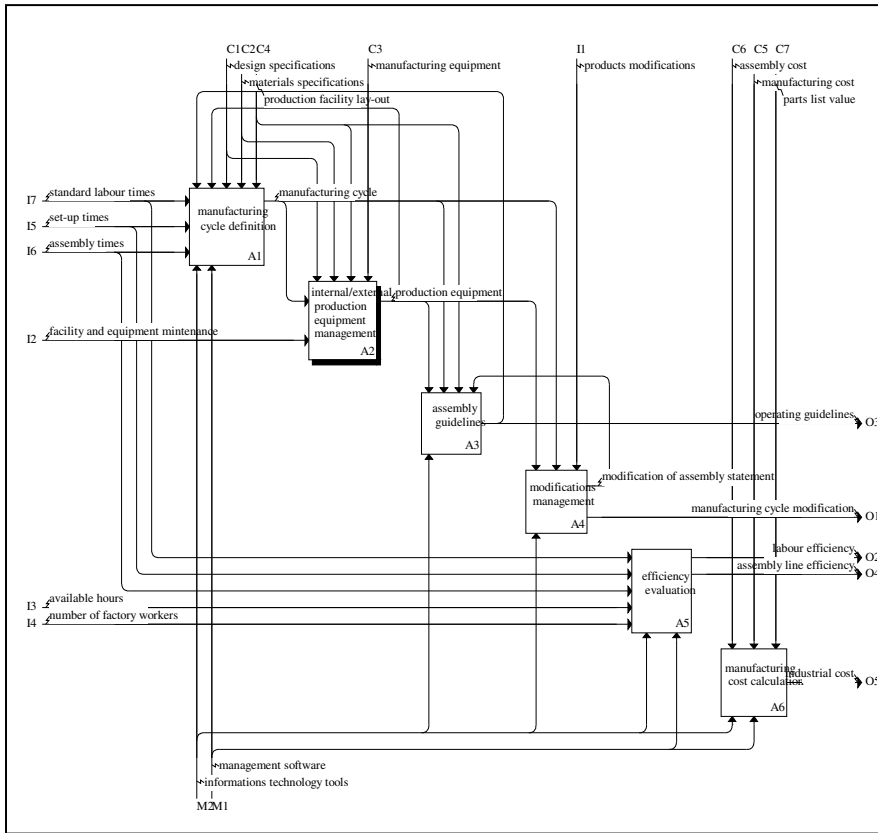 C1 C2 C4 C3 I1 C6 C5 C7
design specifications manufacturing equipment products modifications assembly cost
materials specifications manufacturing cost
production facility lay-out parts list value
I7 standard labour times manufacturing cycle
manufacturing
I5 set-up times cycle definition
I6 assembly times A1
internal/external production equipment
production
equipment
I2 facility and equipment mintenance management
A2
assembly operating guidelines
guidelines O3
A3
modification of assembly statement
modifications
management
manufacturing cycle modification O1
A4
labour efficiency O2
assembly line efficiency O4
efficiency
evaluation
I3 available hours
I4 number of factory workers A5
manufacturing industrial cost
cost calculation O5
A6
management software
informations technology tools
M2 M1